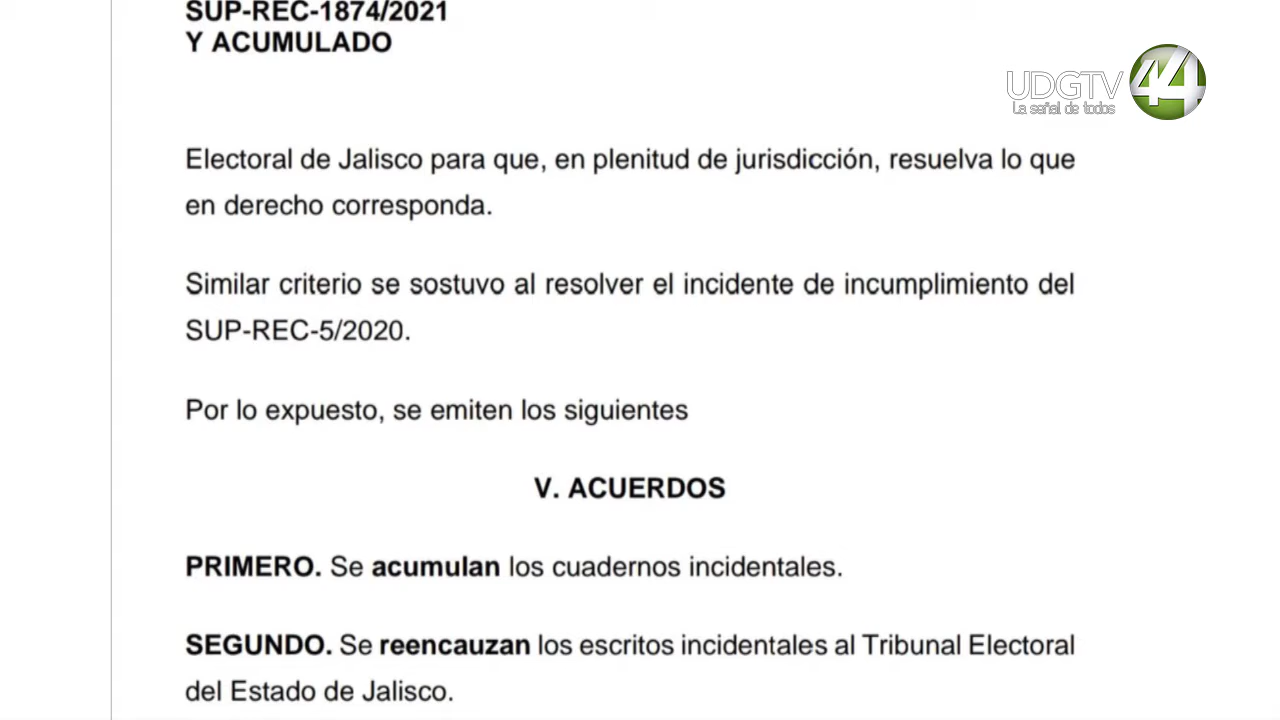 SUP-REC-1874/2021
Y ACUMULADO
UDGTV 44
La señal de todos
Electoral de Jalisco para que, en plenitud de jurisdicción, resuelva lo que
en derecho corresponda.
Similar criterio se sostuvo al resolver el incidente de incumplimiento del
SUP-REC-5/2020.
Por lo expuesto, se emiten los siguientes
V. ACUERDOS
PRIMERO. Se acumulan los cuadernos incidentales.
SEGUNDO. Se reencauzan los escritos incidentales al Tribunal Electoral
del Estado de Jalisco.